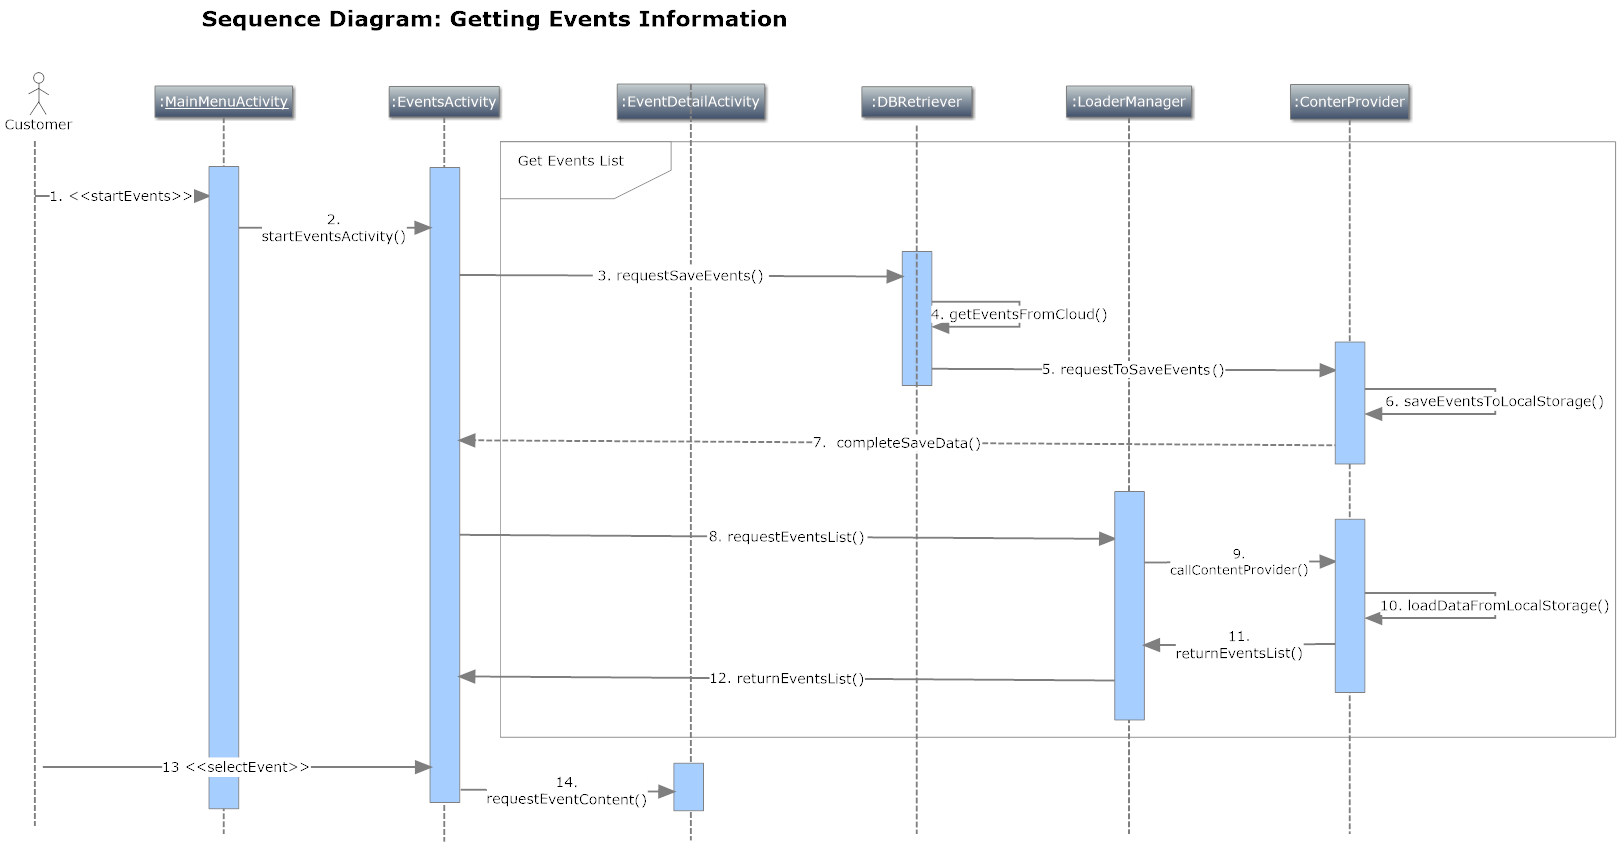 Sequence Diagram: Getting Events Information
Customer
:MainMenuActivity
:EventsActivity
:EventDetailActivity
:DBRetriever
:LoaderManager
:ConterProvider
Get Events List
1. <<startEvents>>
2.
startEventsActivity()
3. requestSaveEvents()
4. getEventsFromCloud()
5. requestToSaveEvents()
6. saveEventsToLocalStorage()
7. completeSaveData()
8. requestEventsList()
9.
callContentProvider()
10. loadDataFromLocalStorage()
11.
returnEventsList()
12. returnEventsList()
13 <<selectEvent>>
14.
requestEventContent()